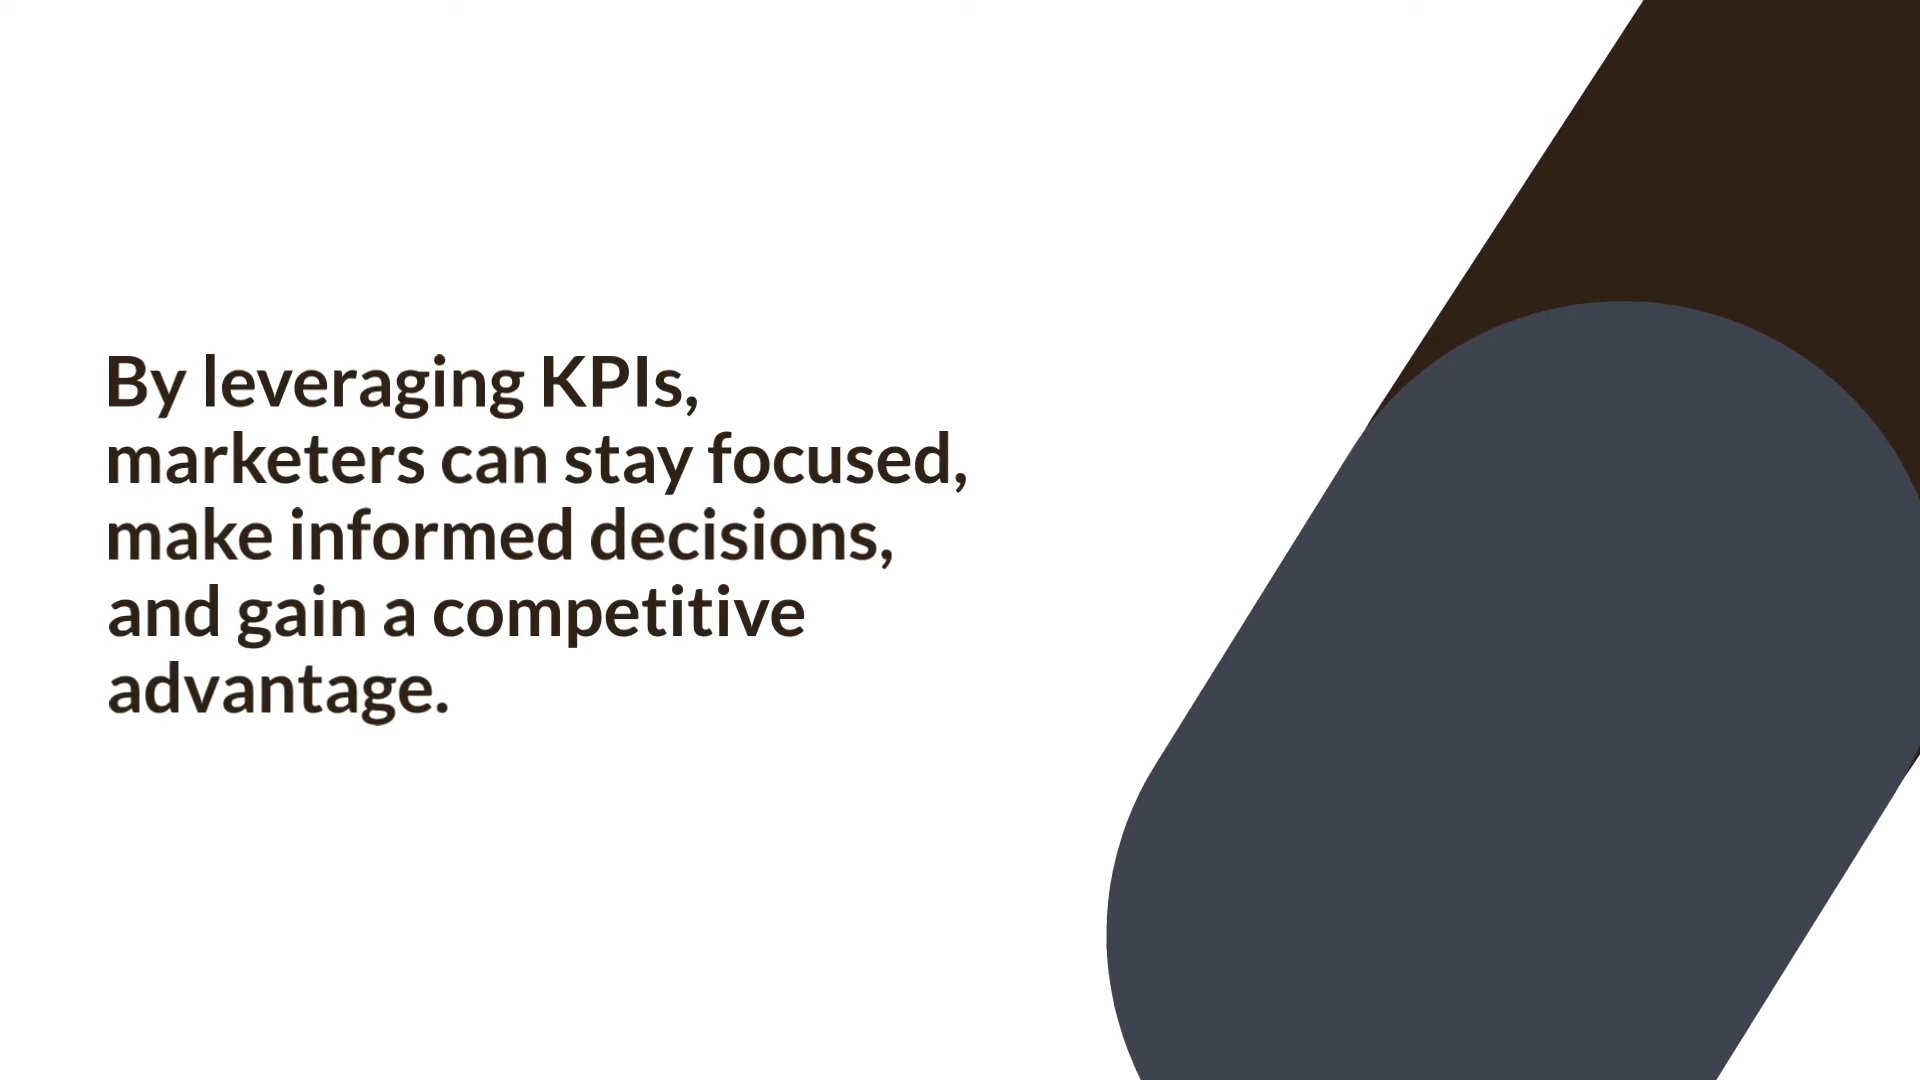 By leveraging KPIs,
marketers can stay focused,
make informed decisions,
and gain a competitive
advantage.